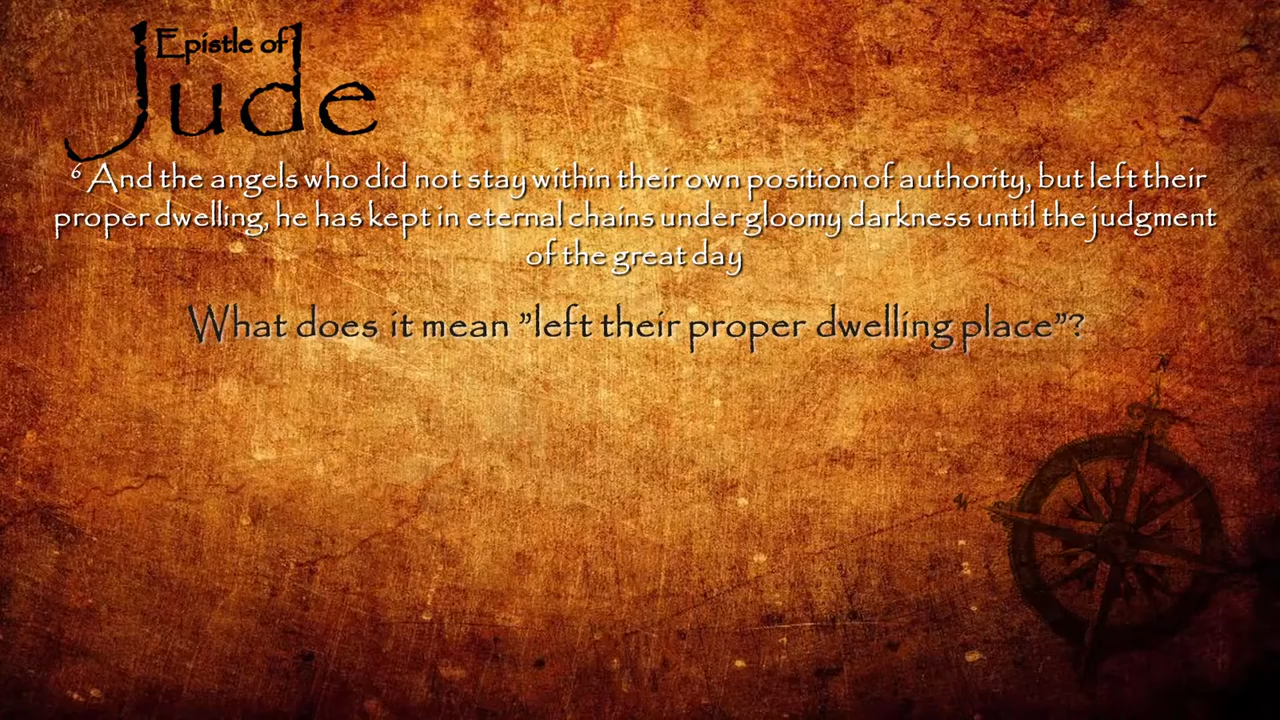 Epistle of
Jude
⁶ And the angels who did not stay within their own position of authority, but left their
proper dwelling, he has kept in eternal chains under gloomy darkness until the judgment
of the great day
What does it mean ”left their proper dwelling place”?
N
W